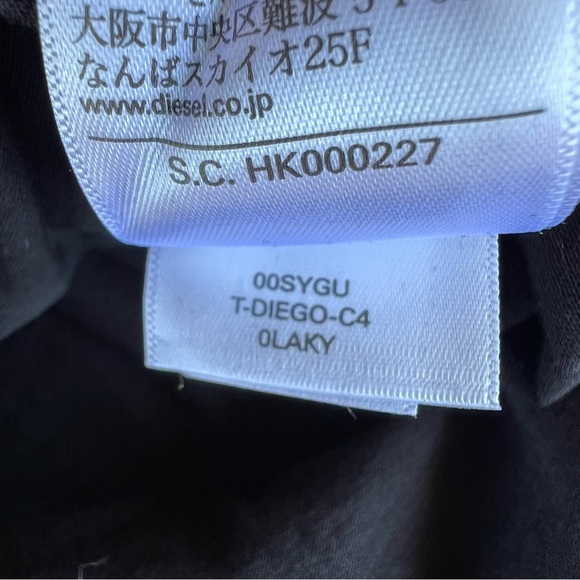 大阪市中央区難波
なんばスカイオ25F
www.diesel.co.jp
S.C. HK000227
00SYGU
T-DIEGO-C4
0LAKY